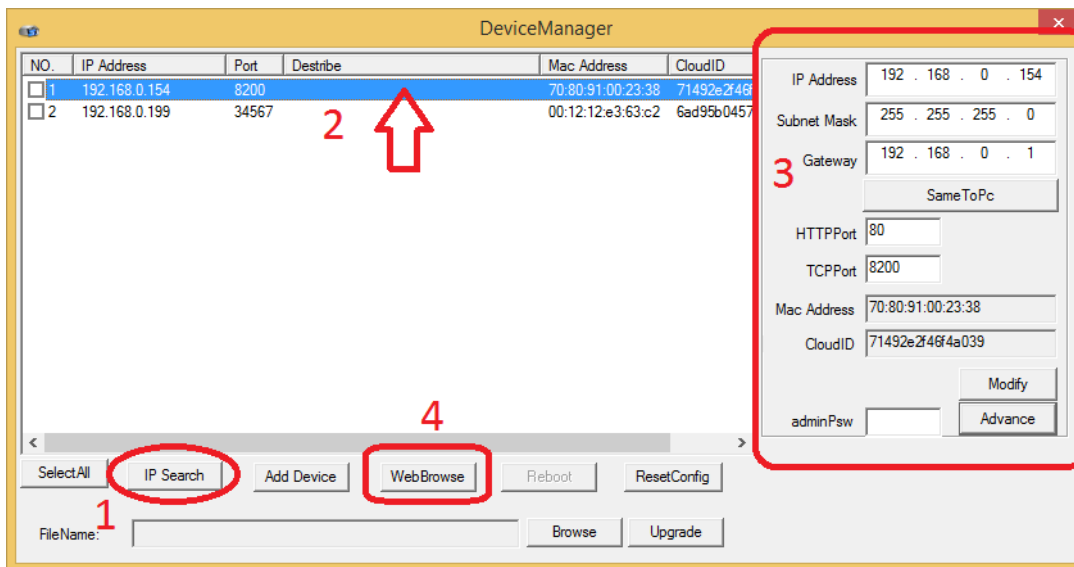 DeviceManager
NO. IP Address Port Destribe Mac Address CloudID
1 192.168.0.154 8200 70:80:91:00:23:38 71492e2f46f
2 192.168.0.199 34567 00:12:12:e3:63:c2 6ad95b0457
2
IP Address 192 . 168 . 0 . 154
Subnet Mask 255 . 255 . 255 . 0
Gateway 192 . 168 . 0 . 1
3
SameToPc
HTTPPort 80
TCPPort 8200
Mac Address 70:80:91:00:23:38
CloudID 71492e2f46f4a039
Modify
adminPsw Advance
4
SelectAll IP Search Add Device WebBrowse Reboot ResetConfig
1
FileName: Browse Upgrade